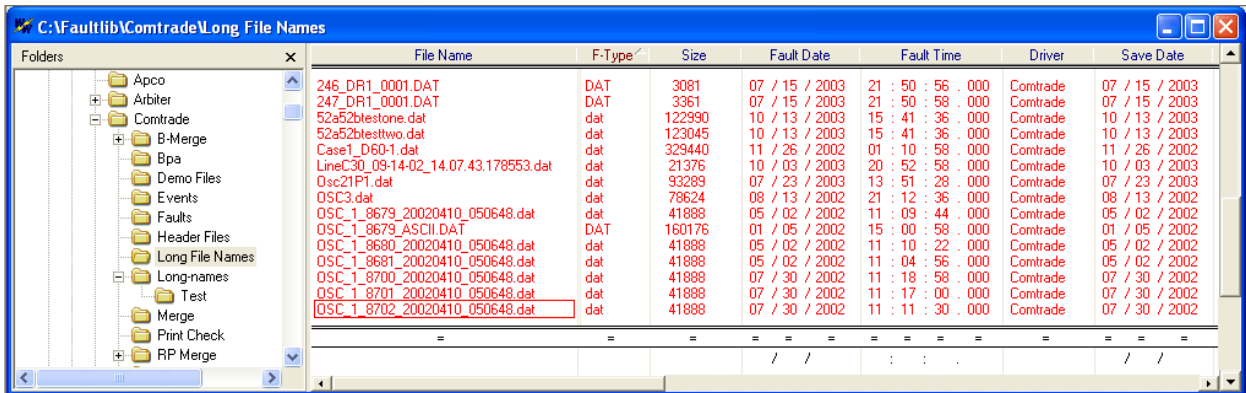 C:\Faultlib\Comtrade\Long File Names
Folders x File Name F-Type Size Fault Date Fault Time Driver Save Date
Apco
Arbiter
Comtrade
B-Merge
Bpa
Demo Files
Events
Faults
Header Files
Long File Names
Long-names
Test
Merge
Print Check
RP Merge
246_DR1_0001.DAT DAT 3081 07 / 15 / 2003 21 : 50 : 56 . 000 Comtrade 07 / 15 / 2003
247_DR1_0001.DAT DAT 3361 07 / 15 / 2003 21 : 50 : 58 . 000 Comtrade 07 / 15 / 2003
52a52btestone.dat dat 122990 10 / 13 / 2003 15 : 41 : 36 . 000 Comtrade 10 / 13 / 2003
52a52btesttwo.dat dat 123045 10 / 13 / 2003 15 : 41 : 36 . 000 Comtrade 10 / 13 / 2003
Case1_D60-1.dat dat 329440 11 / 26 / 2002 01 : 10 : 58 . 000 Comtrade 11 / 26 / 2002
LineC30_09-14-02_14.07.43.178553.dat dat 21376 10 / 03 / 2003 20 : 52 : 58 . 000 Comtrade 10 / 03 / 2003
Osc21P1.dat dat 93289 07 / 23 / 2003 13 : 51 : 28 . 000 Comtrade 07 / 23 / 2003
OSC3.dat dat 78624 08 / 13 / 2002 21 : 12 : 36 . 000 Comtrade 08 / 13 / 2002
OSC_1_8679_20020410_050648.dat dat 41888 05 / 02 / 2002 11 : 09 : 44 . 000 Comtrade 05 / 02 / 2002
OSC_1_8679_ASCII.DAT DAT 160176 01 / 05 / 2002 15 : 00 : 58 . 000 Comtrade 01 / 05 / 2002
OSC_1_8680_20020410_050648.dat dat 41888 05 / 02 / 2002 11 : 10 : 22 . 000 Comtrade 05 / 02 / 2002
OSC_1_8681_20020410_050648.dat dat 41888 05 / 02 / 2002 11 : 04 : 56 . 000 Comtrade 05 / 02 / 2002
OSC_1_8700_20020410_050648.dat dat 41888 07 / 30 / 2002 11 : 18 : 58 . 000 Comtrade 07 / 30 / 2002
OSC_1_8701_20020410_050648.dat dat 41888 07 / 30 / 2002 11 : 17 : 00 . 000 Comtrade 07 / 30 / 2002
OSC_1_8702_20020410_050648.dat dat 41888 07 / 30 / 2002 11 : 11 : 30 . 000 Comtrade 07 / 30 / 2002
= = = = = = = = = = = = = =
/ / : : . / /